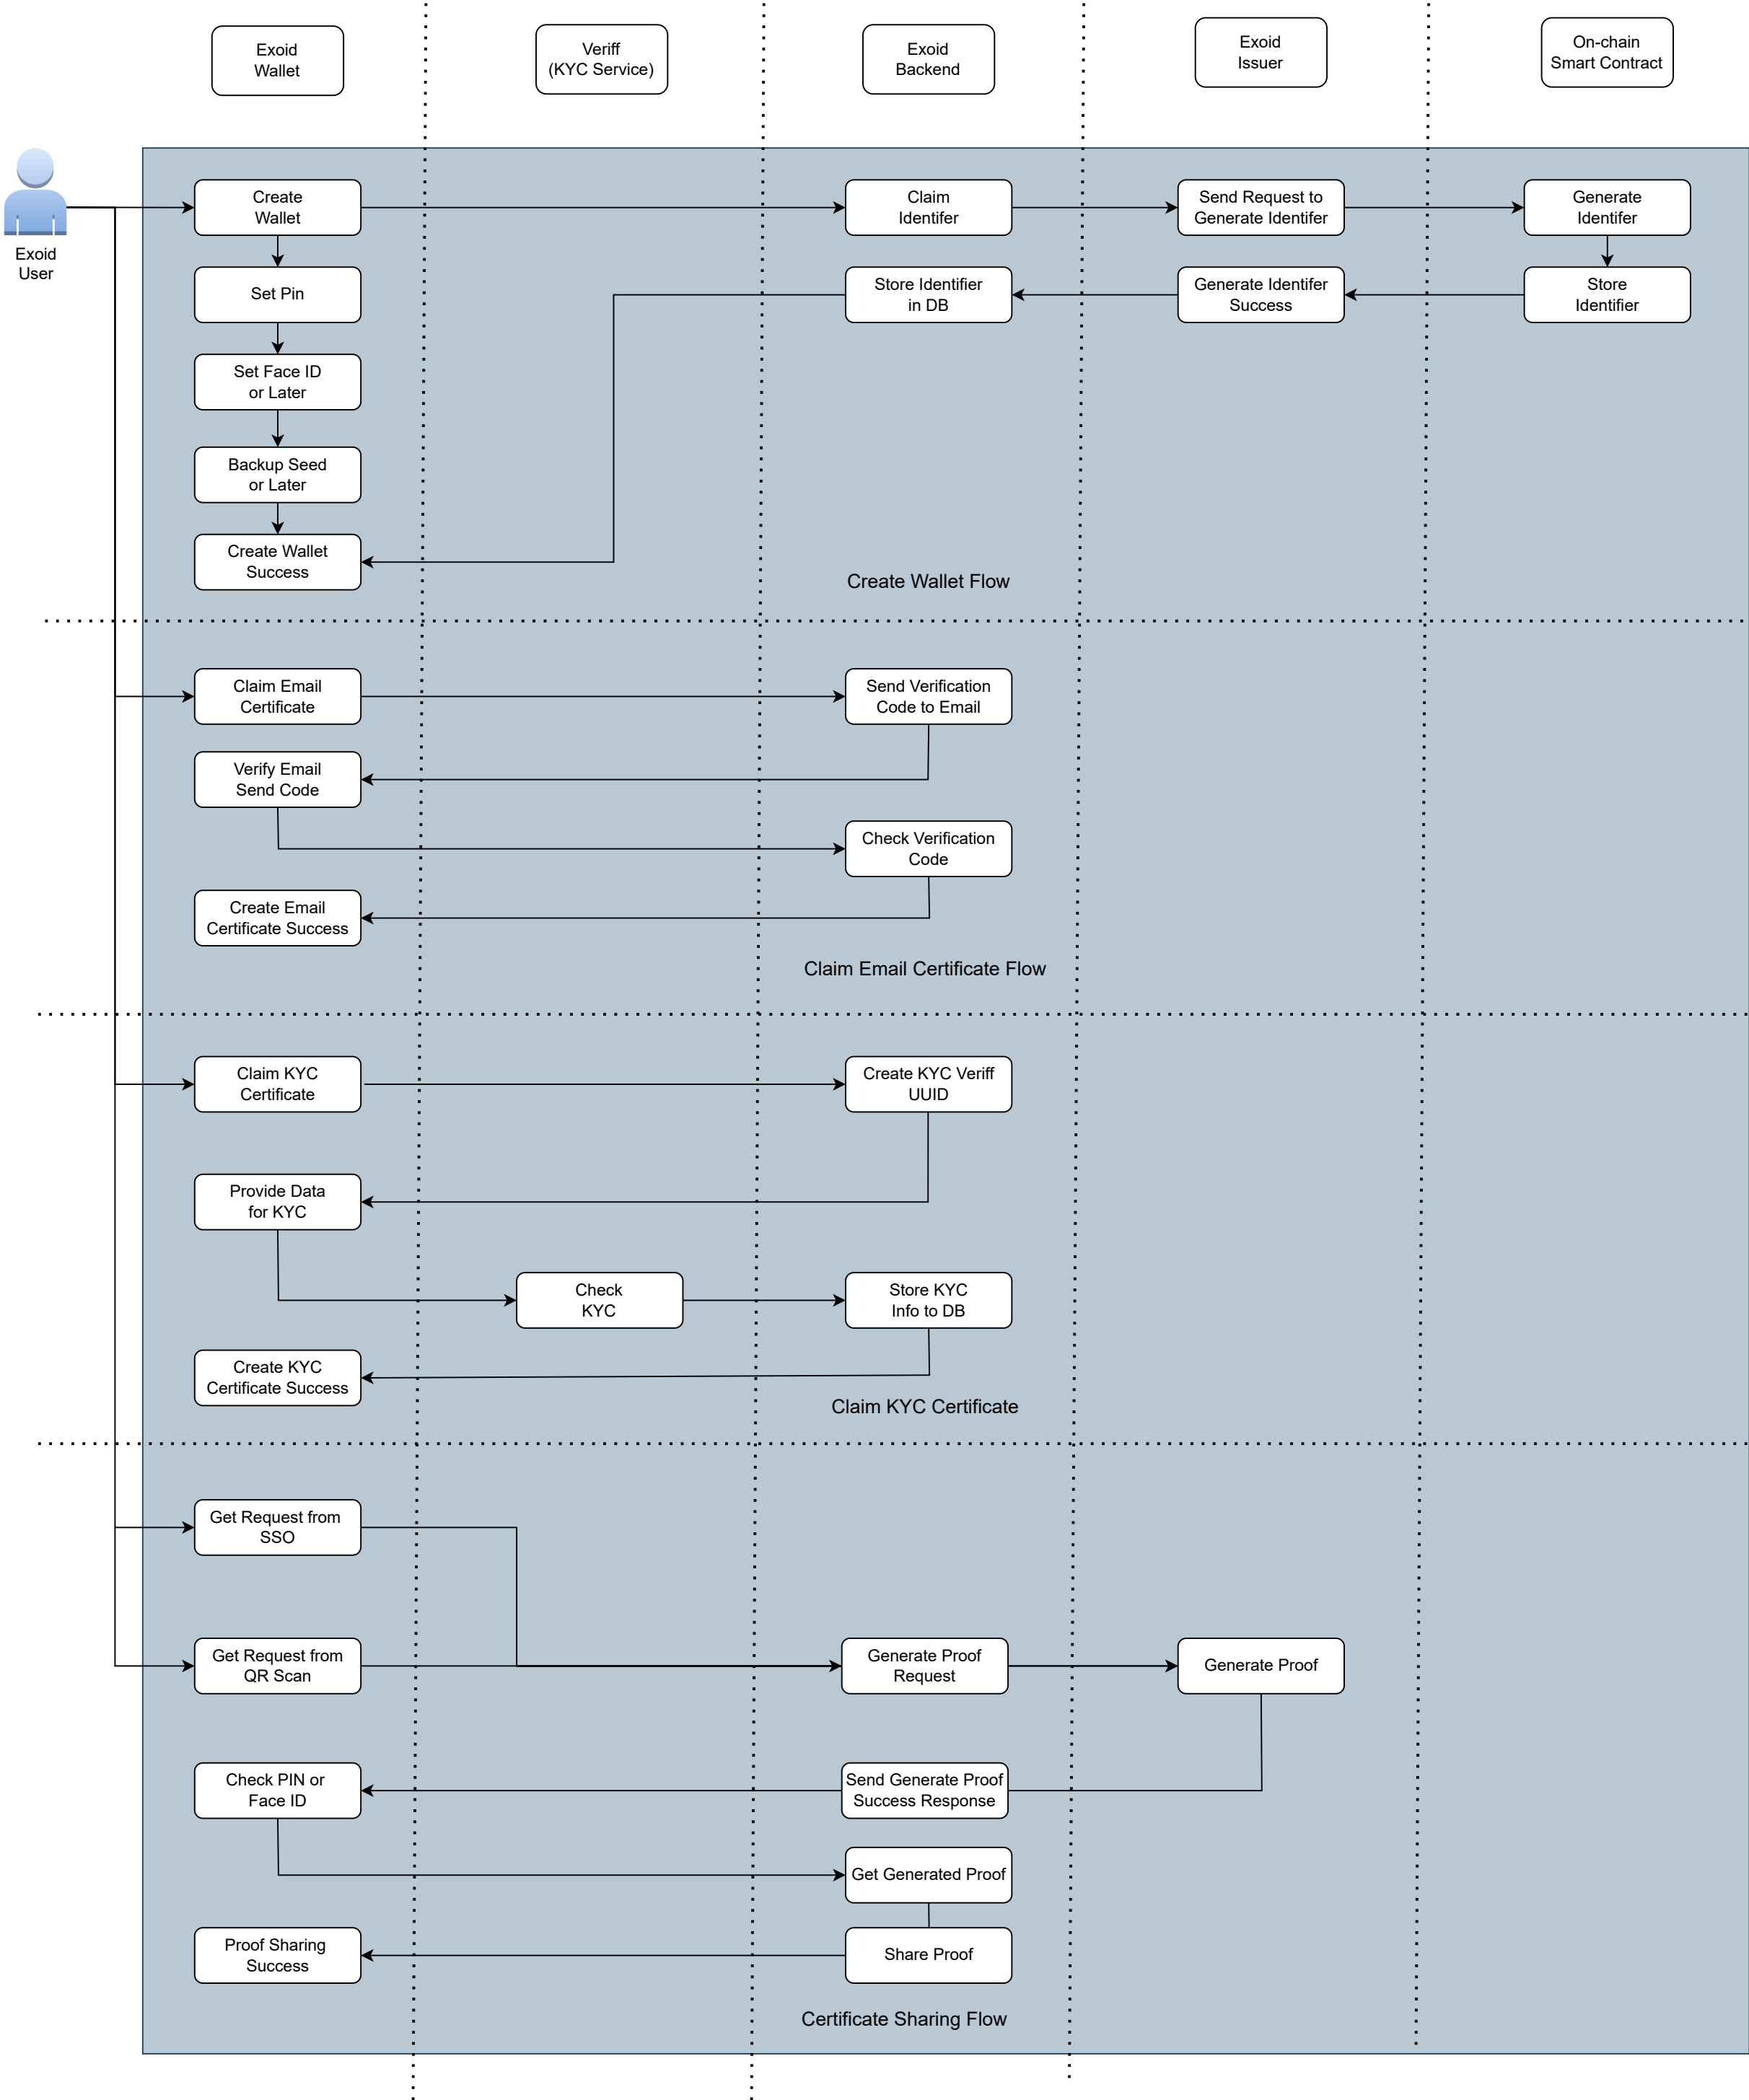 Exoid
Wallet
Veriff
(KYC Service)
Exoid
Backend
Exoid
Issuer
On-chain
Smart Contract
Exoid
User
Create
Wallet
Claim
Identifer
Send Request to
Generate Identifer
Generate
Identifer
Set Pin
Store Identifier
in DB
Generate Identifer
Success
Store
Identifier
Set Face ID
or Later
Backup Seed
or Later
Create Wallet
Success
Create Wallet Flow
Claim Email
Certificate
Send Verification
Code to Email
Verify Email
Send Code
Check Verification
Code
Create Email
Certificate Success
Claim Email Certificate Flow
Claim KYC
Certificate
Create KYC Veriff
UUID
Provide Data
for KYC
Check
KYC
Store KYC
Info to DB
Create KYC
Certificate Success
Claim KYC Certificate
Get Request from
SSO
Get Request from
QR Scan
Generate Proof
Request
Generate Proof
Check PIN or
Face ID
Send Generate Proof
Success Response
Get Generated Proof
Proof Sharing
Success
Share Proof
Certificate Sharing Flow